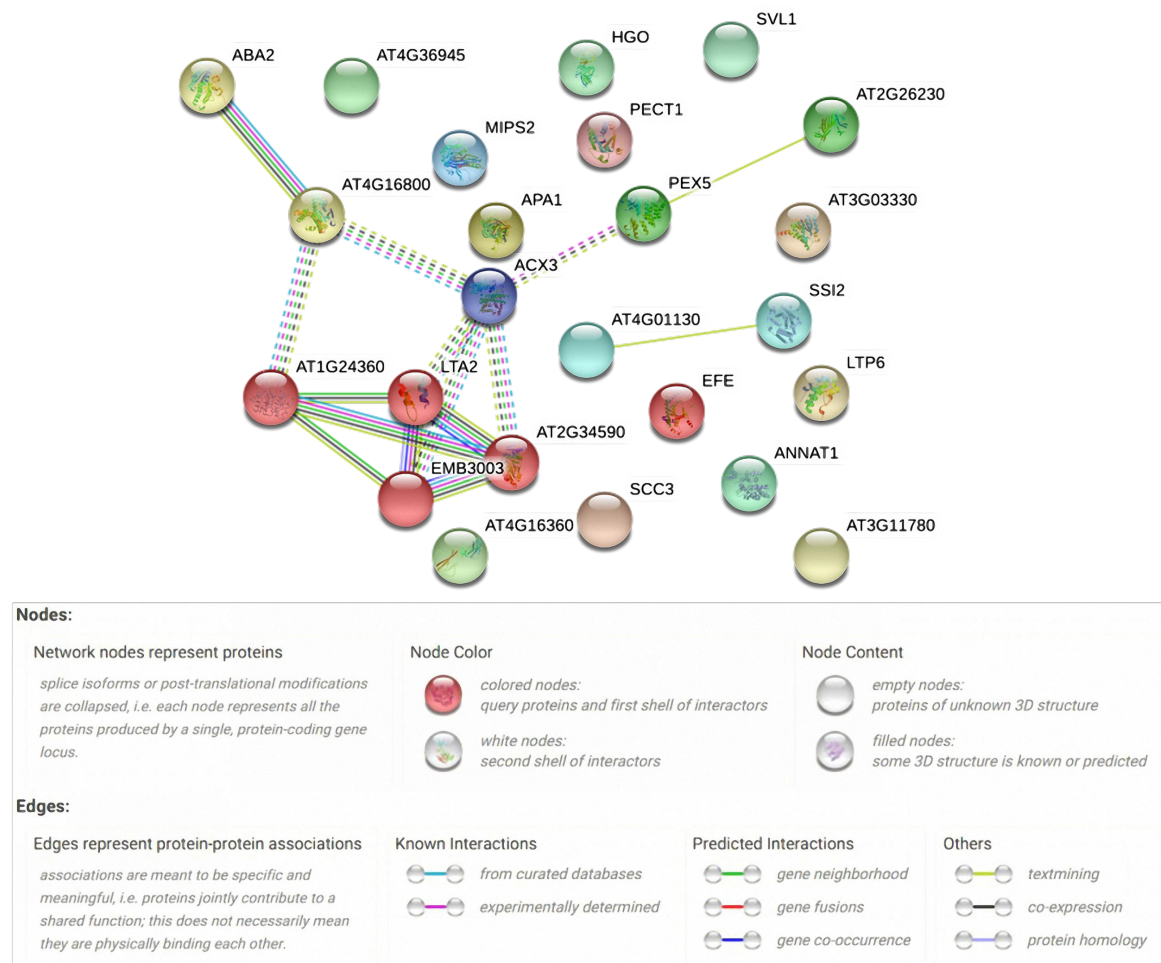 SVL1
HGO
ABA2
AT4G36945
AT2G26230
PECT1
MIPS2
AT4G16800
PEX5
APA1
AT3G03330
ACX3
SSI2
AT4G01130
LTP6
AT1G24360
LTA2
EFE
AT2G34590
ANNAT1
EMB3003
SCC3
AT4G16360
AT3G11780
Nodes:
Network nodes represent proteins
splice isoforms or post-translational modifications
are collapsed, i.e. each node represents all the
proteins produced by a single, protein-coding gene
locus.
Node Color
colored nodes:
query proteins and first shell of interactors
white nodes:
second shell of interactors
Node Content
empty nodes:
proteins of unknown 3D structure
filled nodes:
some 3D structure is known or predicted
Edges:
Edges represent protein-protein associations
associations are meant to be specific and
meaningful, i.e. proteins jointly contribute to a
shared function; this does not necessarily mean
they are physically binding each other.
Known Interactions
from curated databases
experimentally determined
Predicted Interactions
gene neighborhood
gene fusions
gene co-occurrence
Others
textmining
co-expression
protein homology